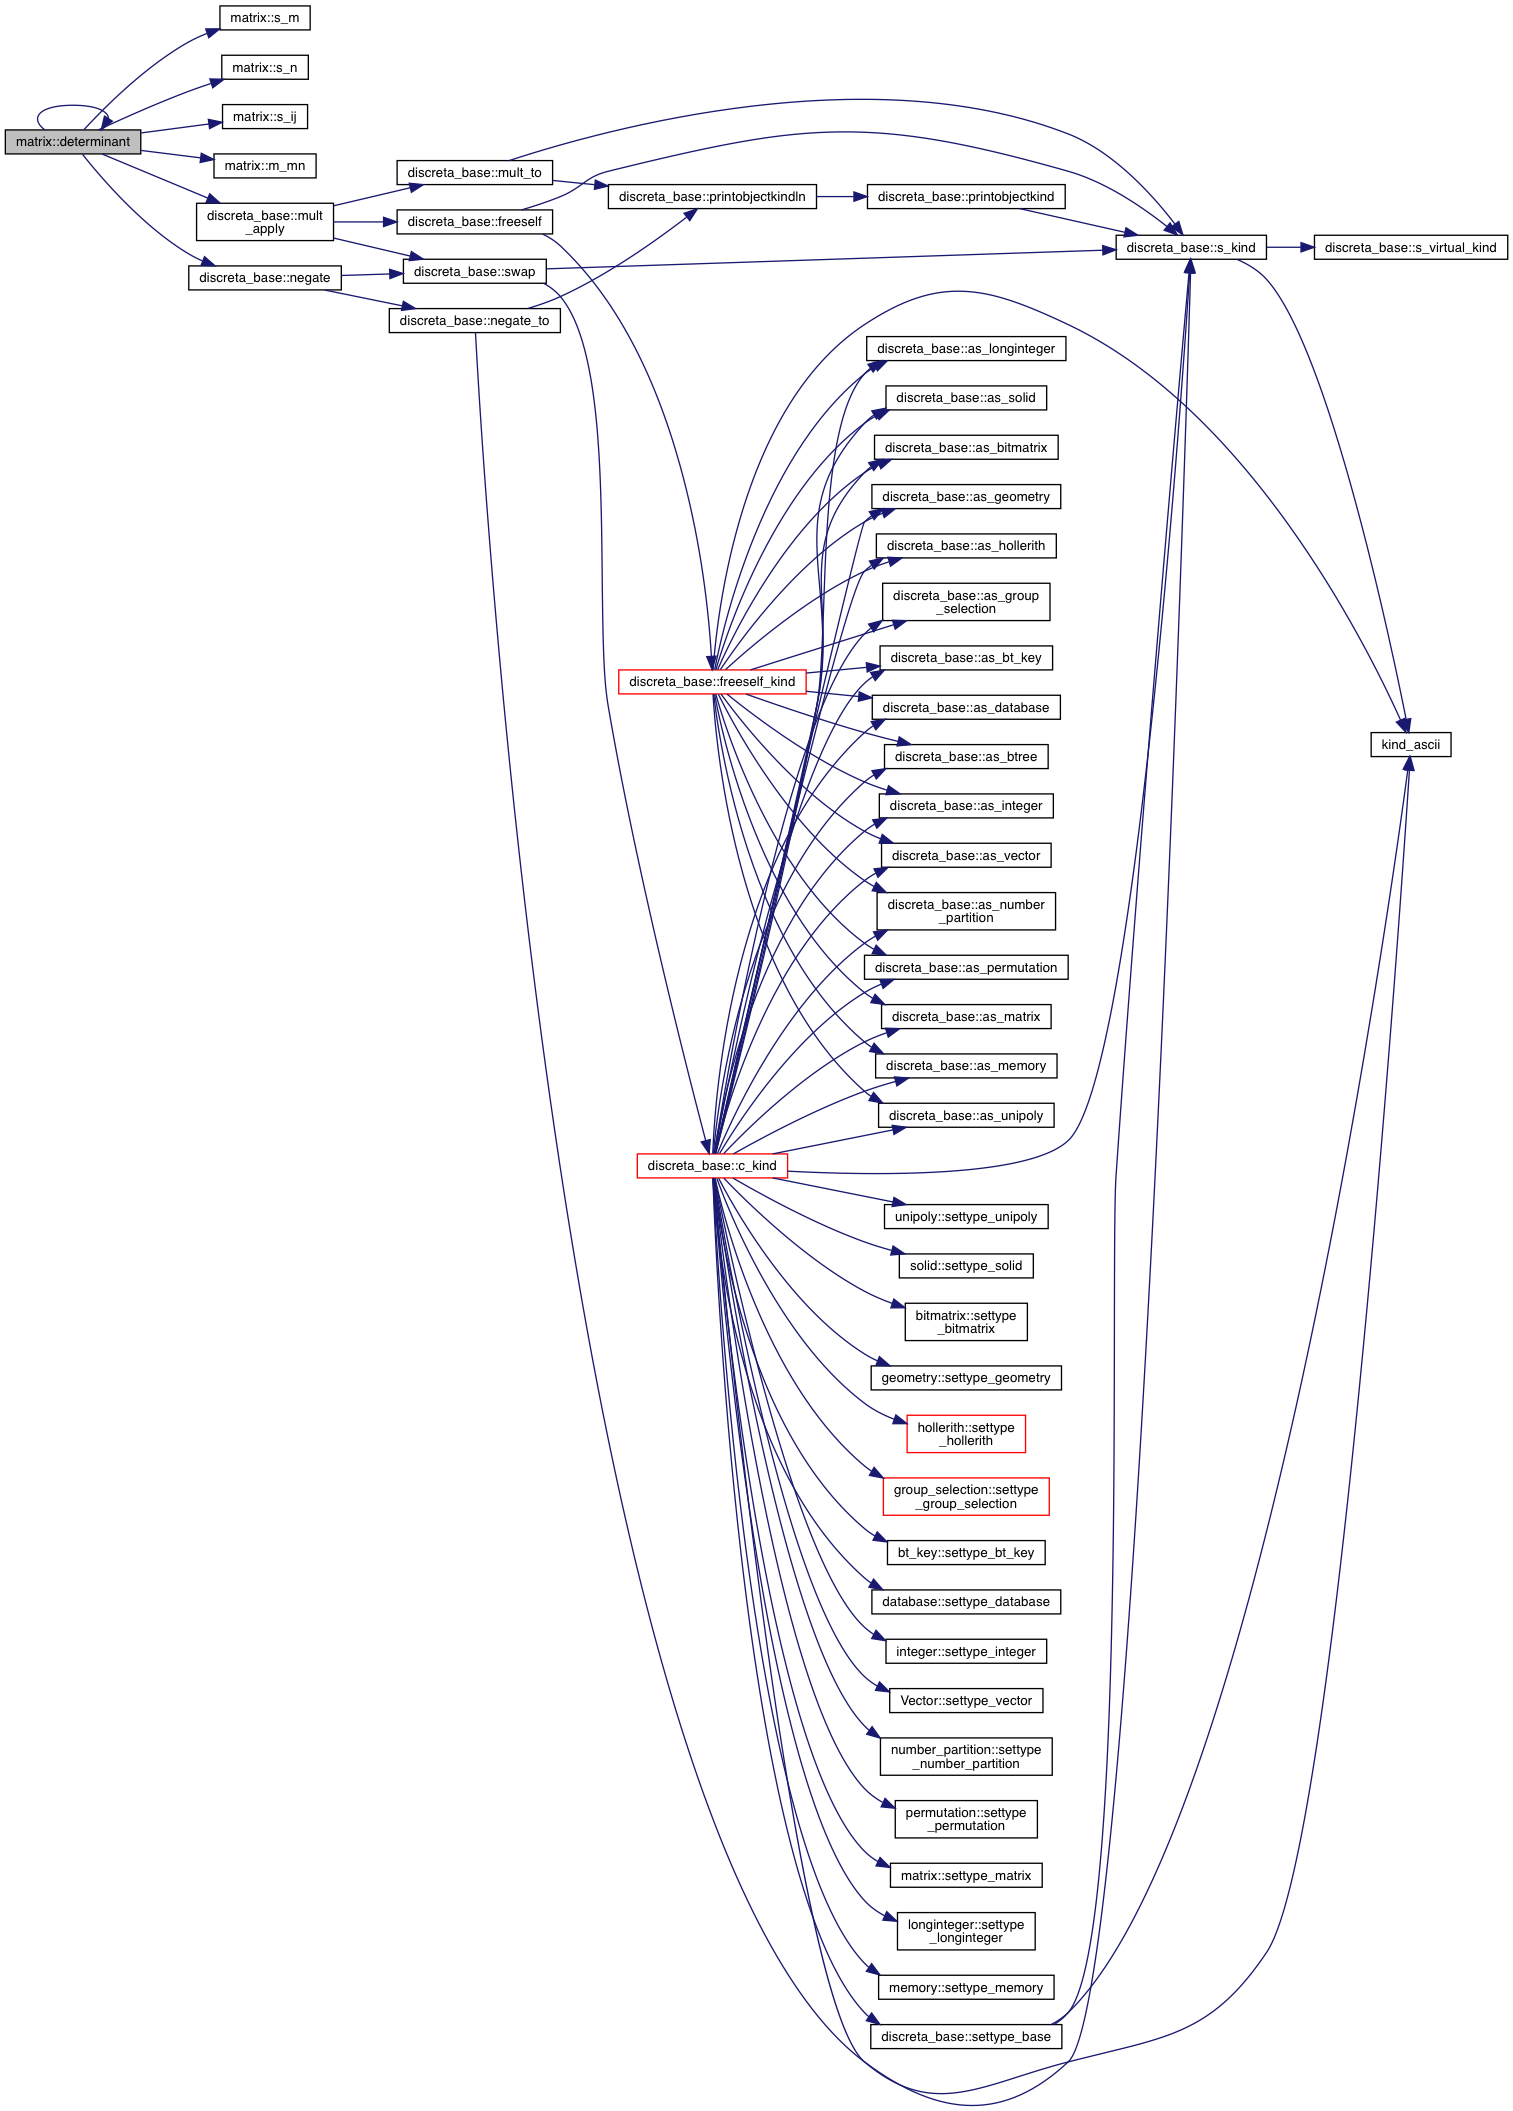 matrix::s_m
matrix::s_n
matrix::s_ij
matrix::determinant
matrix::m_mn
discreta_base::mult
_apply
discreta_base::negate
discreta_base::mult_to
discreta_base::freeself
discreta_base::swap
discreta_base::negate_to
discreta_base::printobjectkindln
discreta_base::printobjectkind
discreta_base::s_kind
discreta_base::s_virtual_kind
discreta_base::as_longinteger
discreta_base::as_solid
discreta_base::as_bitmatrix
discreta_base::as_geometry
discreta_base::as_hollerith
discreta_base::as_group
_selection
discreta_base::as_bt_key
discreta_base::freeself_kind
discreta_base::as_database
kind_ascii
discreta_base::as_btree
discreta_base::as_integer
discreta_base::as_vector
discreta_base::as_number
_partition
discreta_base::as_permutation
discreta_base::as_matrix
discreta_base::as_memory
discreta_base::as_unipoly
discreta_base::c_kind
unipoly::settype_unipoly
solid::settype_solid
bitmatrix::settype
_bitmatrix
geometry::settype_geometry
hollerith::settype
_hollerith
group_selection::settype
_group_selection
bt_key::settype_bt_key
database::settype_database
integer::settype_integer
Vector::settype_vector
number_partition::settype
_number_partition
permutation::settype
_permutation
matrix::settype_matrix
longinteger::settype
_longinteger
memory::settype_memory
discreta_base::settype_base